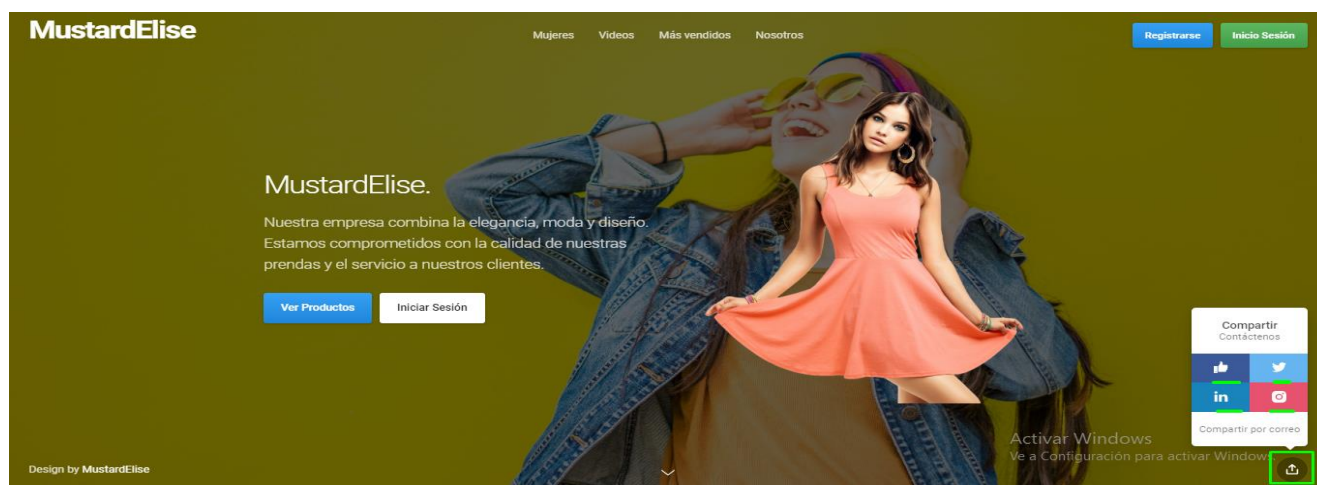 MustardElise
Mujeres Videos Más vendidos Nosotros
Registrarse Inicio Sesión
MustardElise.
Nuestra empresa combina la elegancia, moda y diseño.
Estamos comprometidos con la calidad de nuestras
prendas y el servicio a nuestros clientes.
Ver Productos Iniciar Sesión
Compartir
Contáctenos
in
Compartir por correo
Activar Windows
Ve a Configuración para activar Windows.
Design by MustardElise